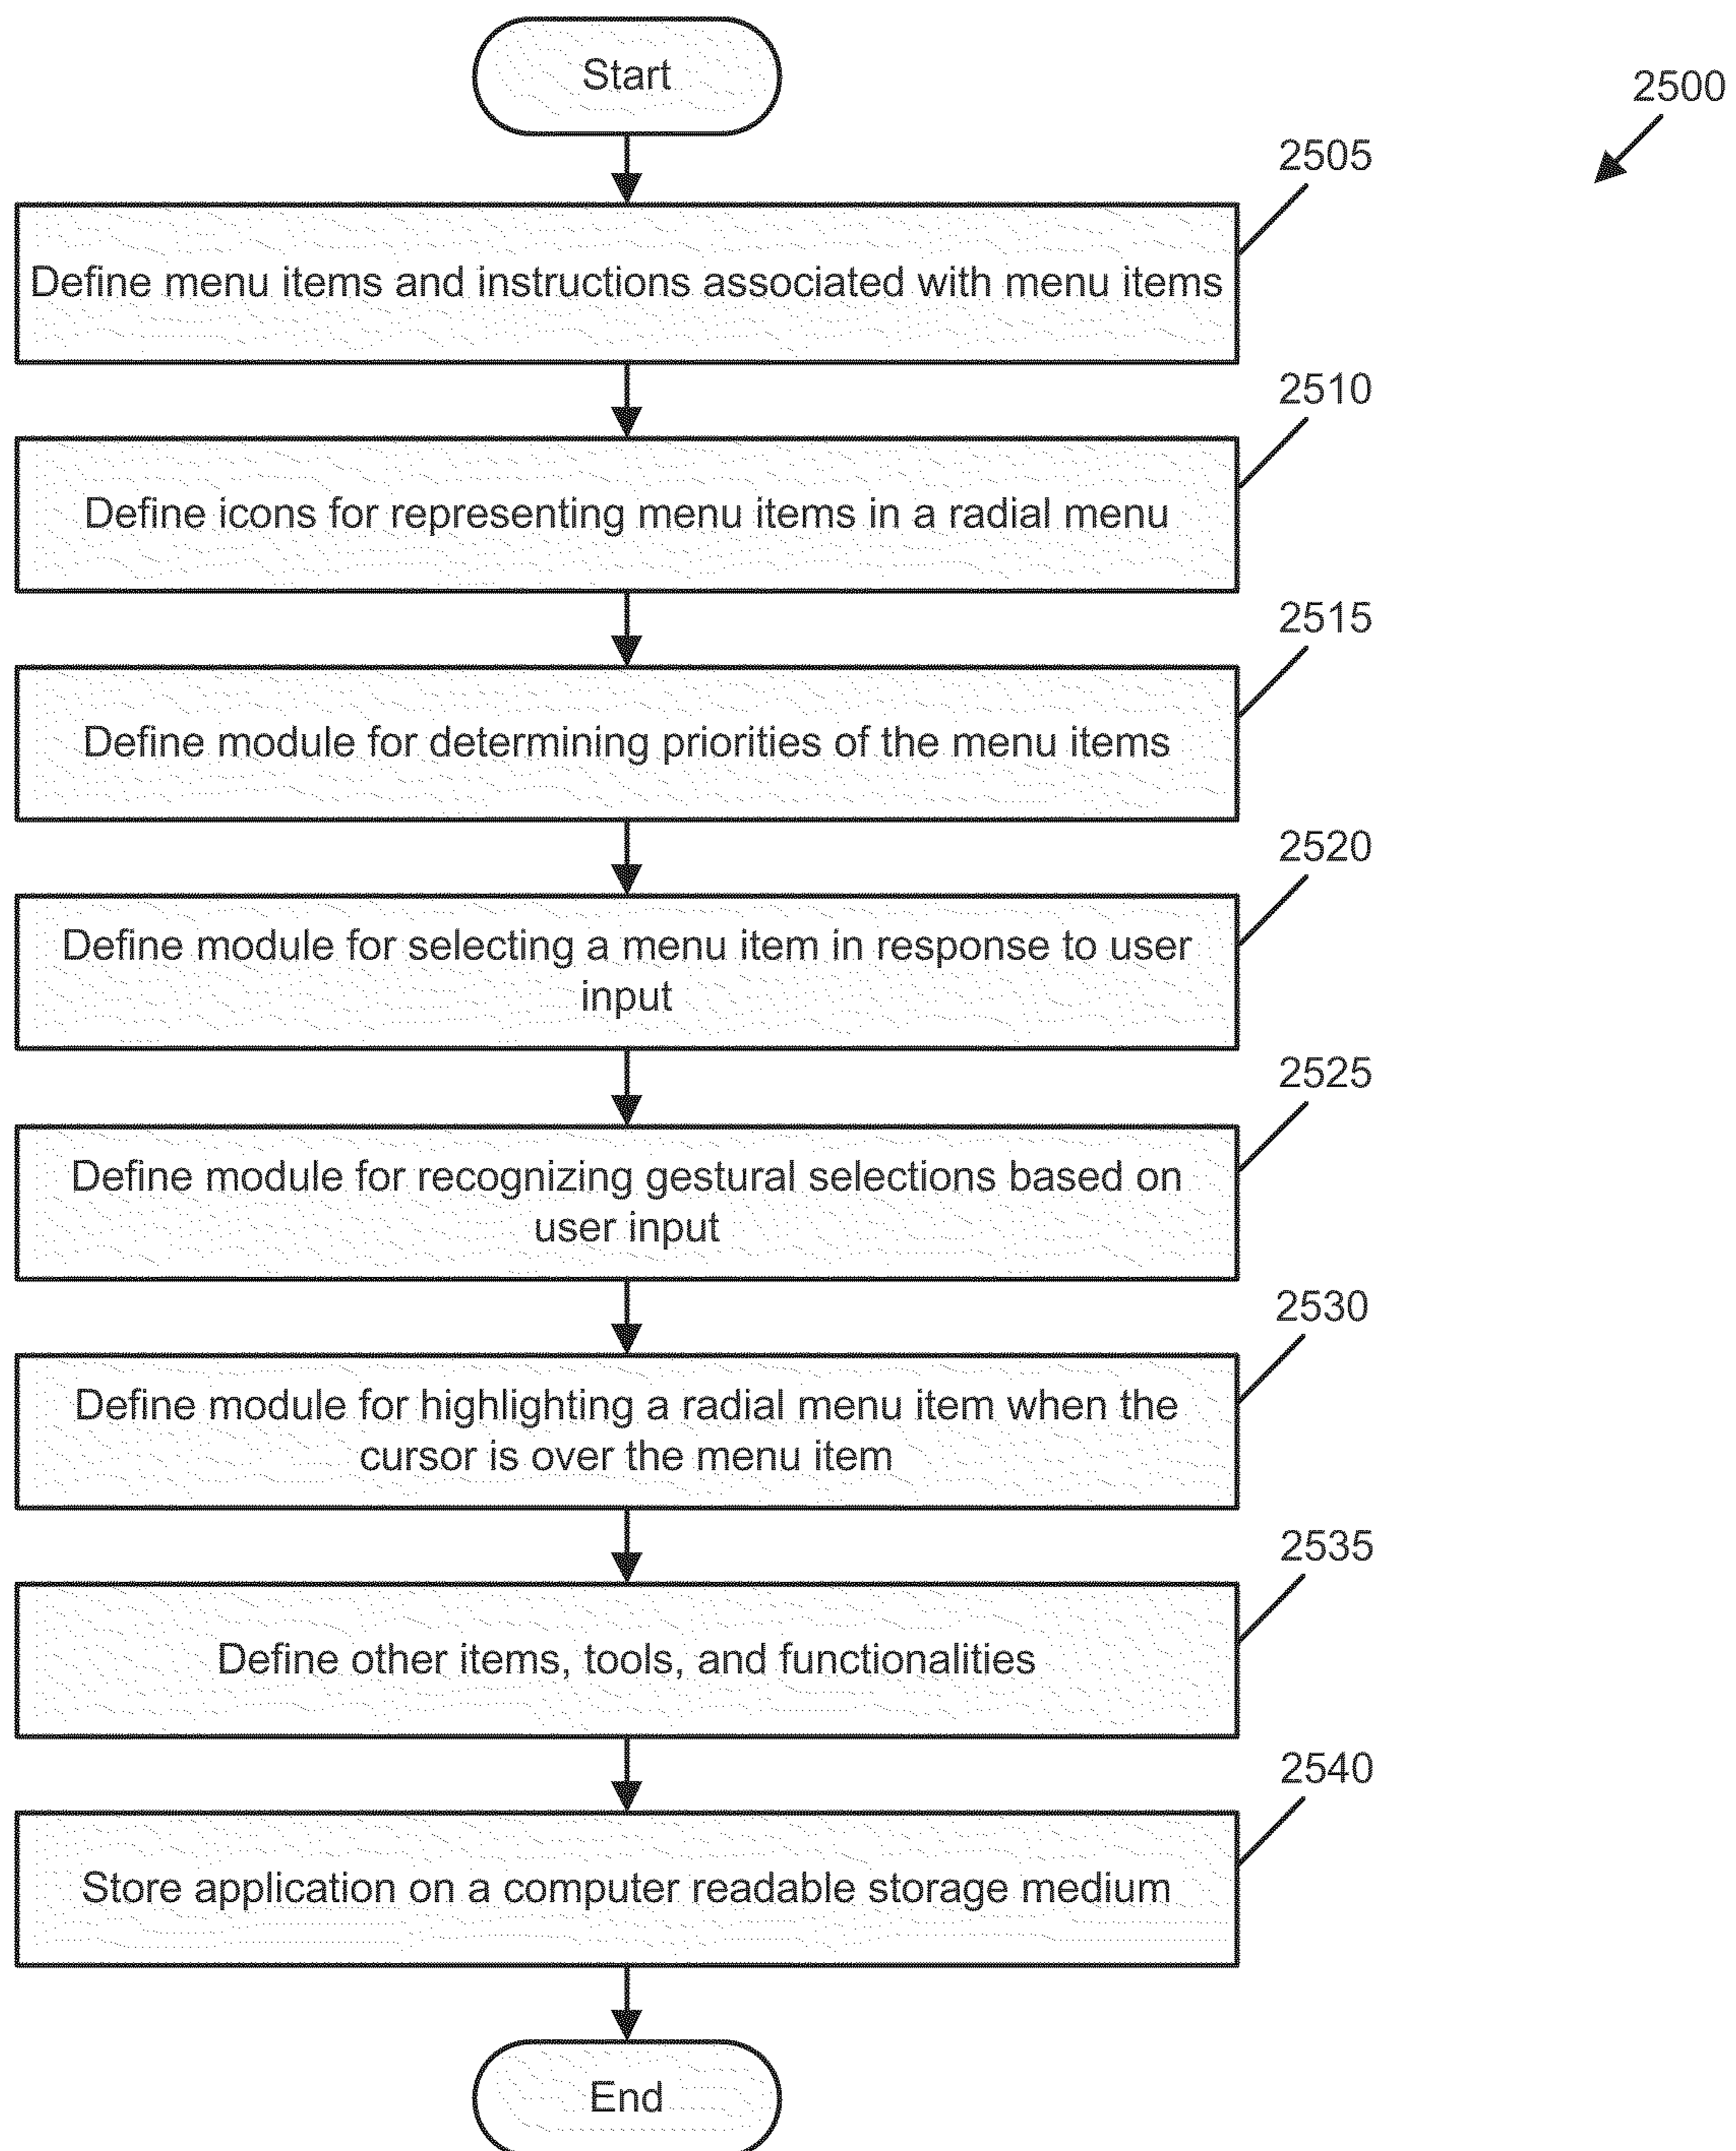 Start
2500
2505
Define menu items and instructions associated with menu items
2510
Define icons for representing menu items in a radial menu
2515
Define module for determining priorities of the menu items
2520
Define module for selecting a menu item in response to user
input
2525
Define module for recognizing gestural selections based on
user input
2530
Define module for highlighting a radial menu item when the
cursor is over the menu item
2535
Define other items, tools, and functionalities
2540
Store application on a computer readable storage medium
End